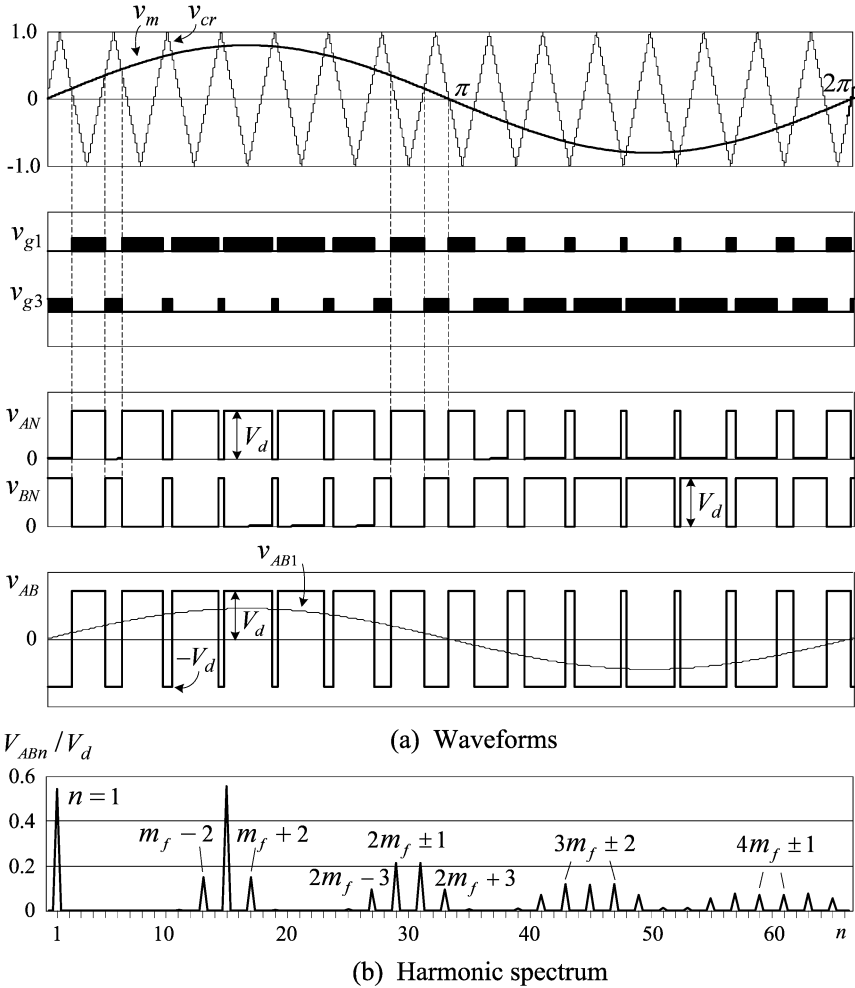 v_m v_cr
1.0
0
-1.0
π
2π
v_g1
v_g3
v_AN
0
V_d
v_BN
0
V_d
v_AB1
v_AB
0
V_d
−V_d
(a) Waveforms
V_ABn / V_d
0.6
0.4
0.2
0
n = 1
m_f − 2
m_f + 2
2m_f ± 1
2m_f − 3
2m_f + 3
3m_f ± 2
4m_f ± 1
1 10 20 30 40 50 60 n
(b) Harmonic spectrum